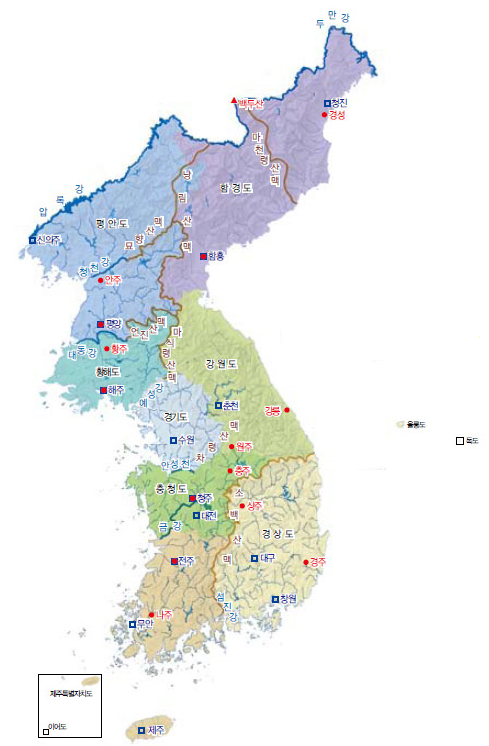 두만강
백두산
청진
경성
마천령산맥
함경도
낭림산맥
압록강
평안도
묘향산맥
신의주
청천강
안주
함흥
평양
언진산맥
마식령산맥
대동강
황주
황해도
해주
예성강
강원도
경기도
춘천
강릉
수원
울릉도
독도
차령산맥
원주
안성천
충주
충청도
청주
소백산맥
상주
대전
금강
경상도
전주
대구
경주
섬진강
창원
나주
무안
제주특별자치도
이어도
제주